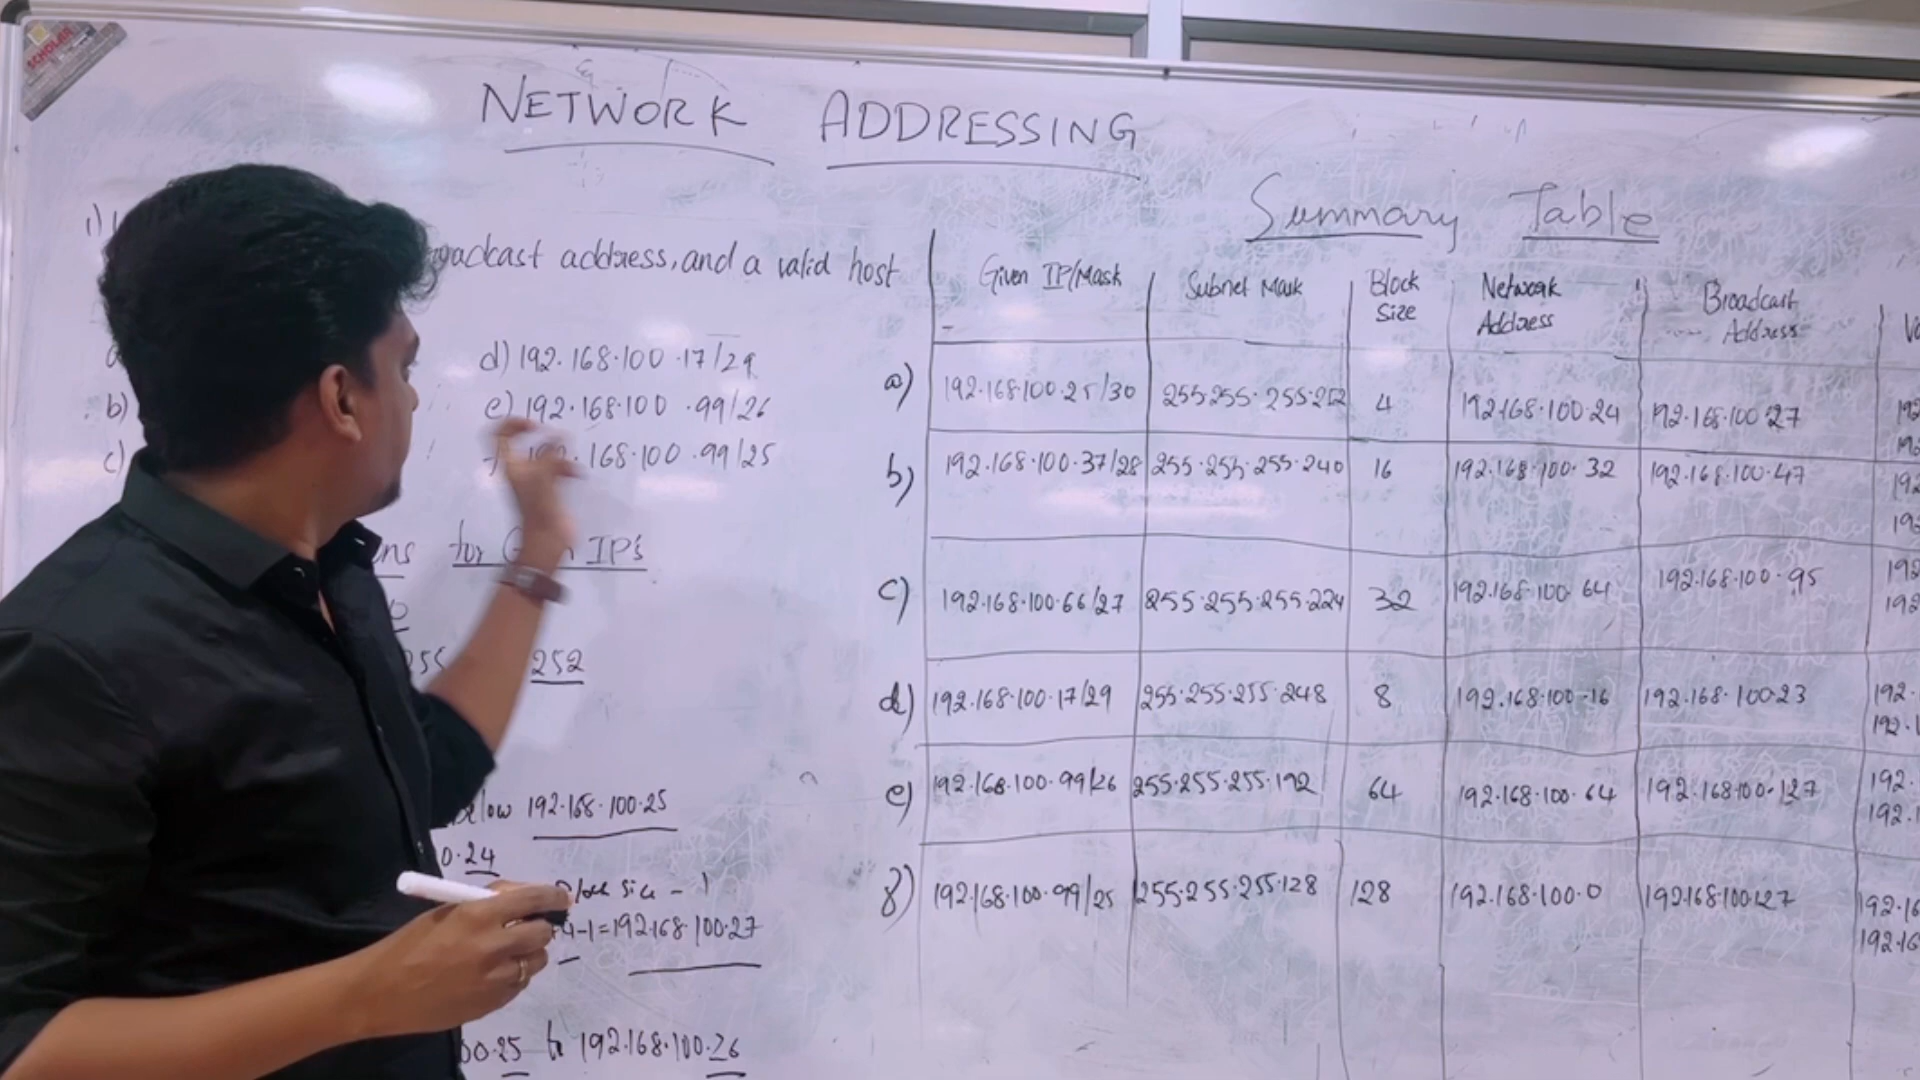 SCHOLAR
NETWORK ADDRESSING
1)
address, and a valid host
d) 192.168.100.17/29
b) e) 192.168.100.99/26
c) 168.100.99/25
for IP's
255 252
below 192.168.100.25
0.24
Block Size - 1
+4-1=192.168.100.27
00.25 to 192.168.100.26
Summary Table
Given IP/Mask Subnet Mask Block Size Network Address Broadcast Address
a) 192.168.100.25/30 255.255.255.252 4 192.168.100.24 192.168.100.27
b) 192.168.100.37/28 255.255.255.240 16 192.168.100.32 192.168.100.47
c) 192.168.100.66/27 255.255.255.224 32 192.168.100.64 192.168.100.95
d) 192.168.100.17/29 255.255.255.248 8 192.168.100.16 192.168.100.23
e) 192.168.100.99/26 255.255.255.192 64 192.168.100.64 192.168.100.127
f) 192.168.100.99/25 255.255.255.128 128 192.168.100.0 192.168.100.127